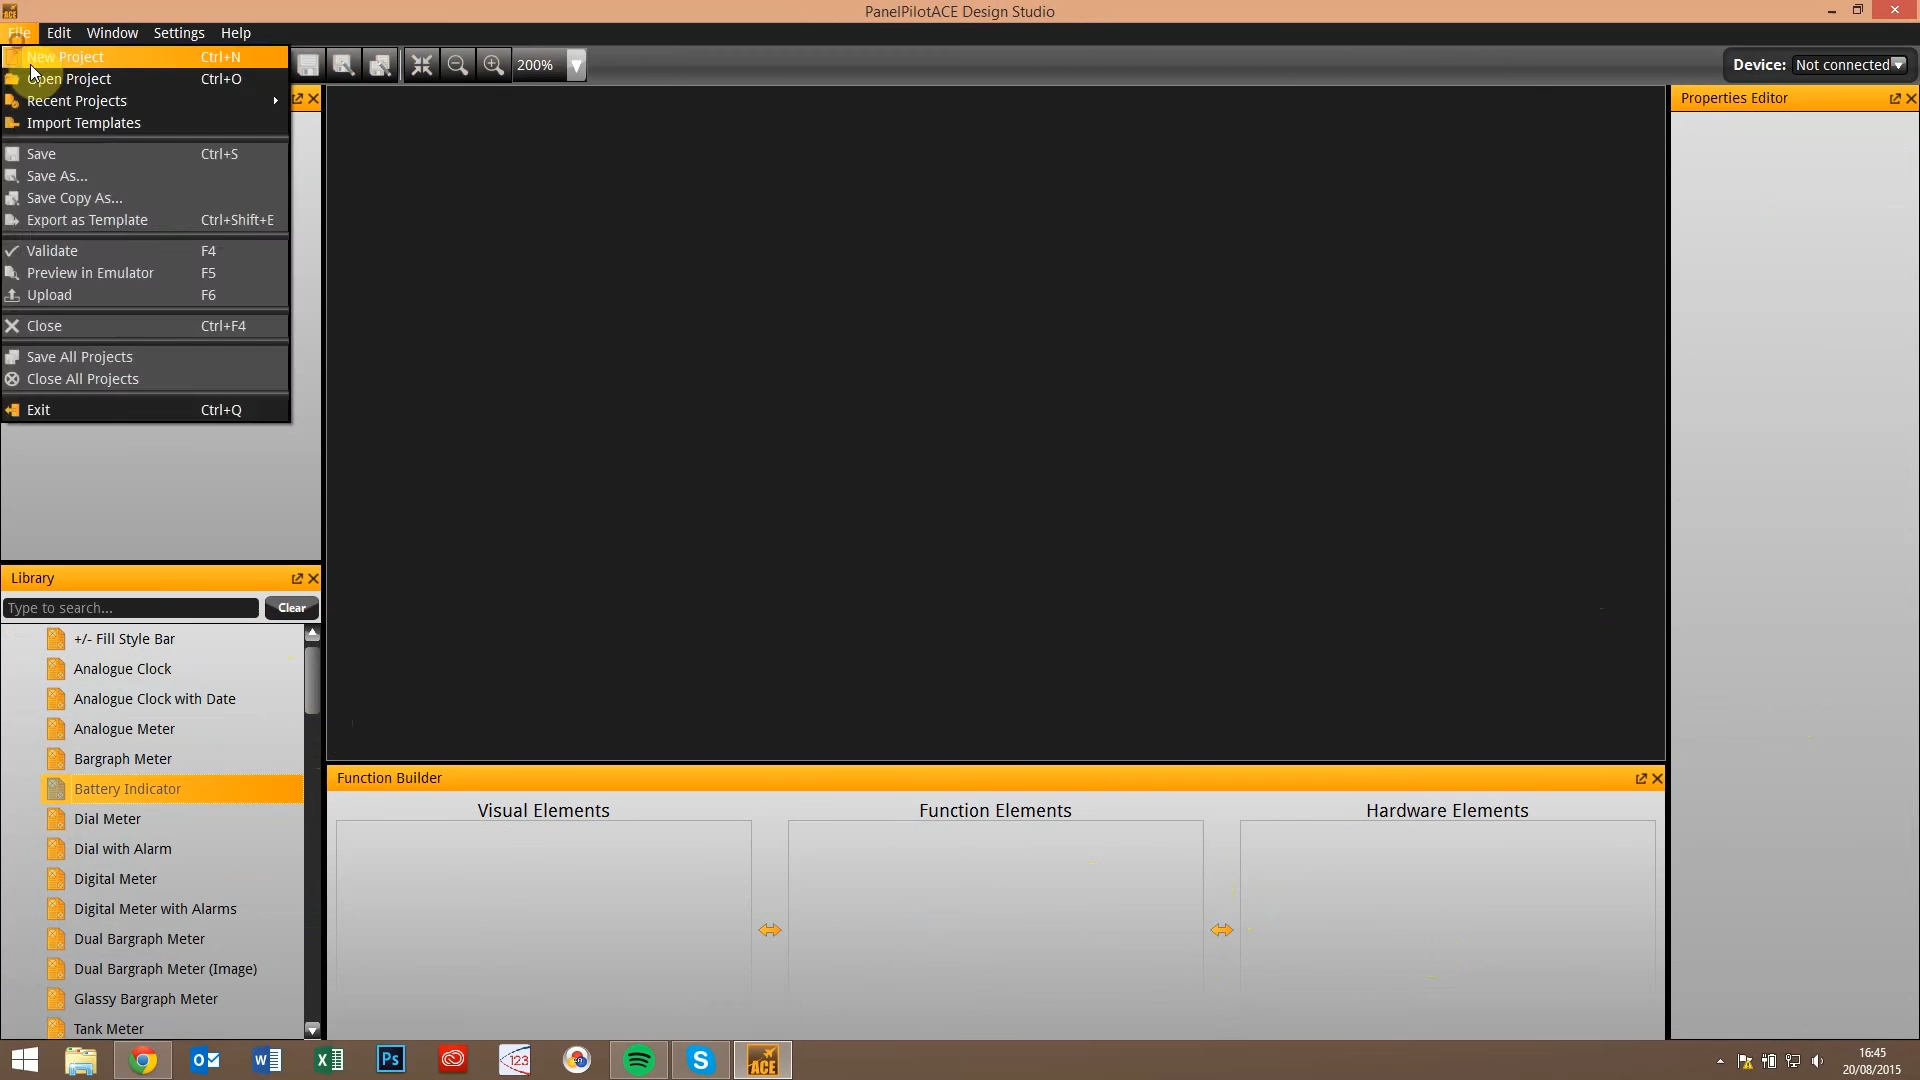 PanelPilotACE Design Studio
File Edit Window Settings Help
New Project Ctrl+N
Open Project Ctrl+O
Recent Projects
Import Templates
Save Ctrl+S
Save As...
Save Copy As...
Export as Template Ctrl+Shift+E
Validate F4
Preview in Emulator F5
Upload F6
Close Ctrl+F4
Save All Projects
Close All Projects
Exit Ctrl+Q
200%
Device: Not connected
Properties Editor
Library
Type to search... Clear
+/- Fill Style Bar
Analogue Clock
Analogue Clock with Date
Analogue Meter
Bargraph Meter
Battery Indicator
Dial Meter
Dial with Alarm
Digital Meter
Digital Meter with Alarms
Dual Bargraph Meter
Dual Bargraph Meter (Image)
Glassy Bargraph Meter
Tank Meter
Function Builder
Visual Elements Function Elements Hardware Elements
Ps
123
ACE
16:45
20/08/2015